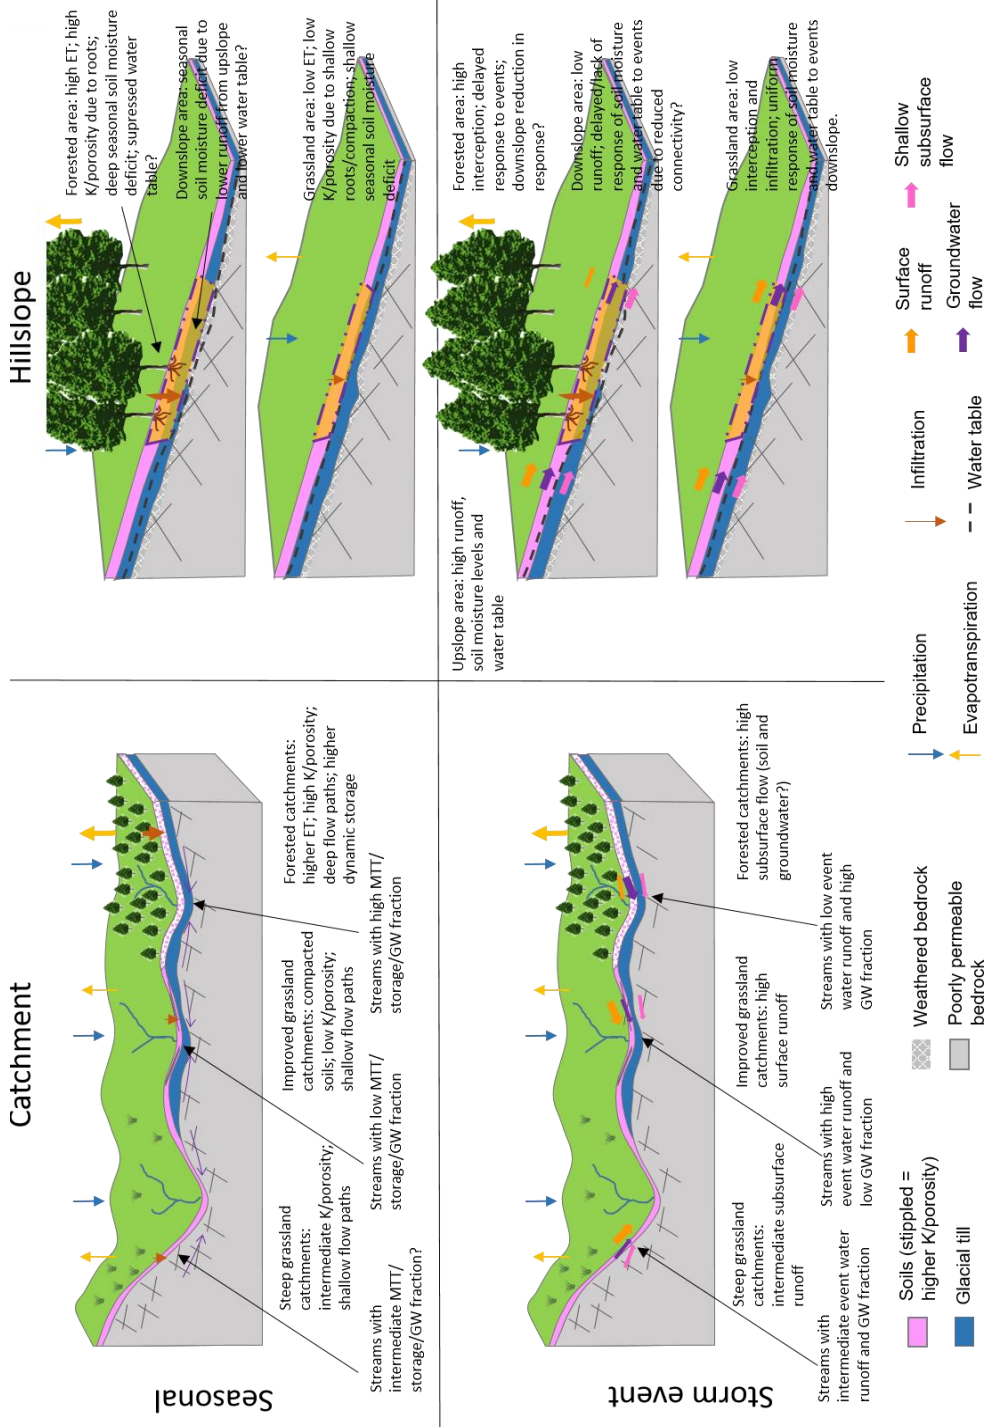 Catchment
Hillslope
Seasonal
Steep grassland
catchments:
intermediate K/porosity;
shallow flow paths
Improved grassland
catchments: compacted
soils; low K/porosity;
shallow flow paths
Forested catchments:
higher ET; high K/porosity;
deep flow paths; higher
dynamic storage
Streams with
intermediate MTT/
storage/GW fraction?
Streams with low MTT/
storage/GW fraction
Streams with high MTT/
storage/GW fraction
Forested area: high ET; high
K/porosity due to roots;
deep seasonal soil moisture
deficit; supressed water
table?
Downslope area: seasonal
soil moisture deficit due to
lower runoff from upslope
and lower water table?
Grassland area: low ET; low
K/porosity due to shallow
roots/compaction; shallow
seasonal soil moisture
deficit
Storm event
Steep grassland
catchments:
intermediate subsurface
runoff
Improved grassland
catchments: high
surface runoff
Forested catchments: high
subsurface flow (soil and
groundwater?)
Streams with
intermediate event water
runoff and GW fraction
Streams with high
event water runoff and
low GW fraction
Streams with low event
water runoff and high
GW fraction
Upslope area: high runoff,
soil moisture levels and
water table
Forested area: high
interception; delayed
response to events;
downslope reduction in
response?
Downslope area: low
runoff; delayed/lack of
response of soil moisture
and water table to events
due to reduced
connectivity?
Grassland area: low
interception and
infiltration; uniform
response of soil moisture
and water table to events
downslope.
Soils (stippled =
higher K/porosity)
Glacial till
Weathered bedrock
Poorly permeable
bedrock
Precipitation
Evapotranspiration
Infiltration
Water table
Surface
runoff
Groundwater
flow
Shallow
subsurface
flow